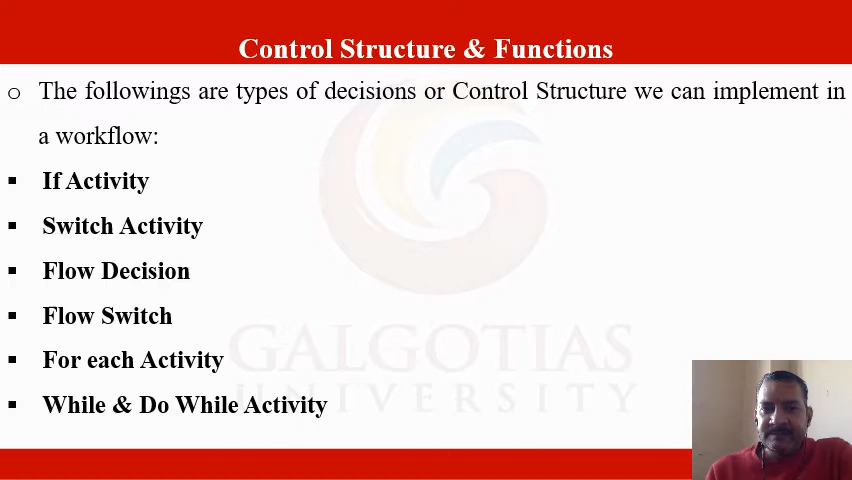 Control Structure & Functions
o The followings are types of decisions or Control Structure we can implement in
a workflow:
▪ If Activity
▪ Switch Activity
▪ Flow Decision
▪ Flow Switch
▪ For each Activity
▪ While & Do While Activity
GALGOTIAS
UNIVERSITY